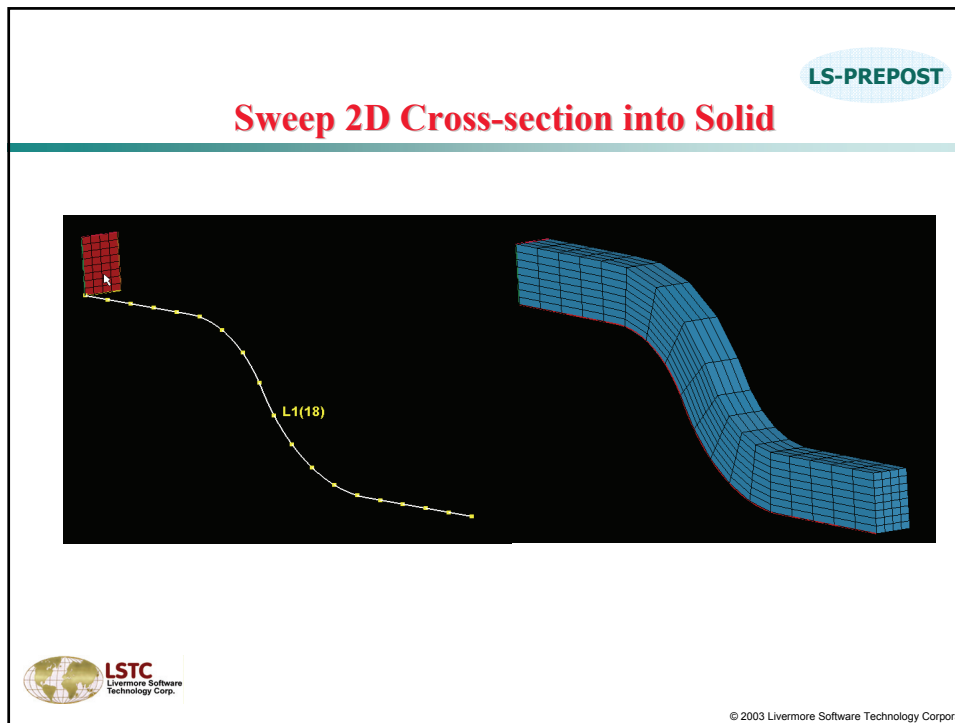 LS-PREPOST
Sweep 2D Cross-section into Solid
L1(18)
LSTC
Livermore Software
Technology Corp.
© 2003 Livermore Software Technology Corpor